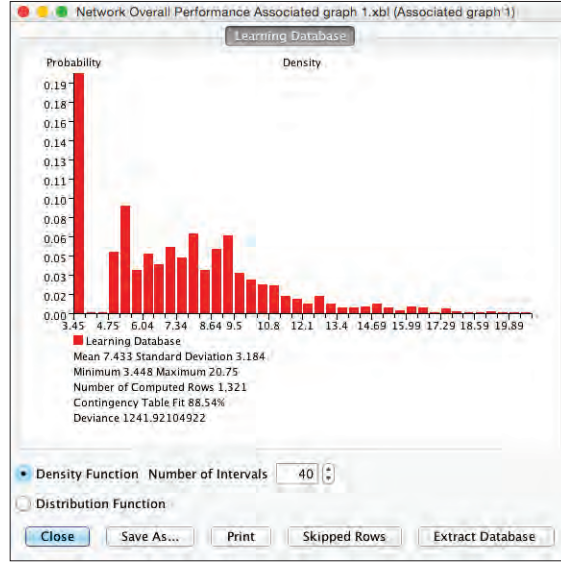 Network Overall Performance Associated graph 1.xbl (Associated graph 1)
Learning Database
Probability
Density
0.19
0.18
0.16
0.14
0.13
0.11
0.10
0.08
0.06
0.05
0.03
0.02
0.00
3.45 4.75 6.04 7.34 8.64 9.5 10.8 12.1 13.4 14.69 15.99 17.29 18.59 19.89
Learning Database
Mean 7.433 Standard Deviation 3.184
Minimum 3.448 Maximum 20.75
Number of Computed Rows 1,321
Contingency Table Fit 88.54%
Deviance 1241.92104922
Density Function Number of Intervals 40
Distribution Function
Close Save As... Print Skipped Rows Extract Database